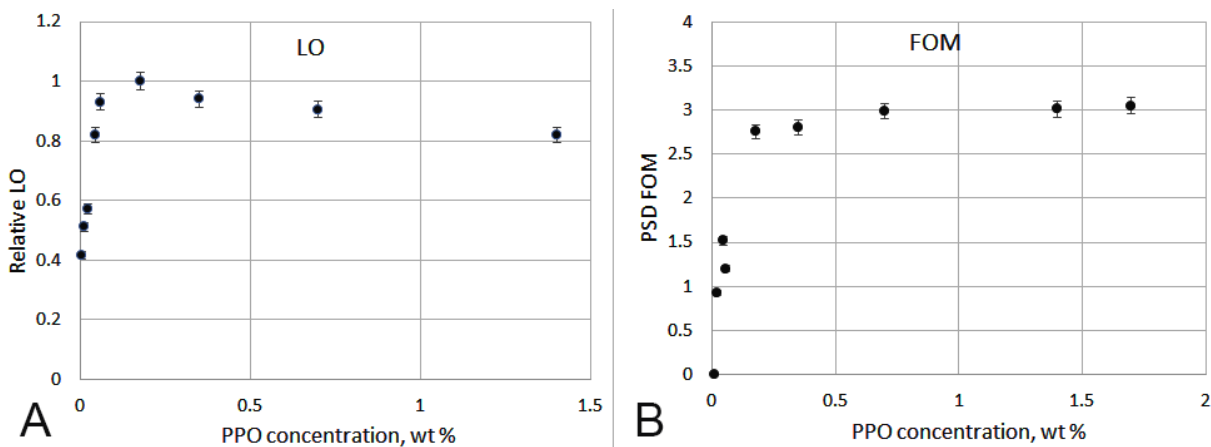 LO
1.2
1
0.8
0.6
0.4
0.2
0
Relative LO
0 0.5 1 1.5
PPO concentration, wt %
A
FOM
4
3.5
3
2.5
2
1.5
1
0.5
0
PSD FOM
0 0.5 1 1.5 2
PPO concentration, wt %
B